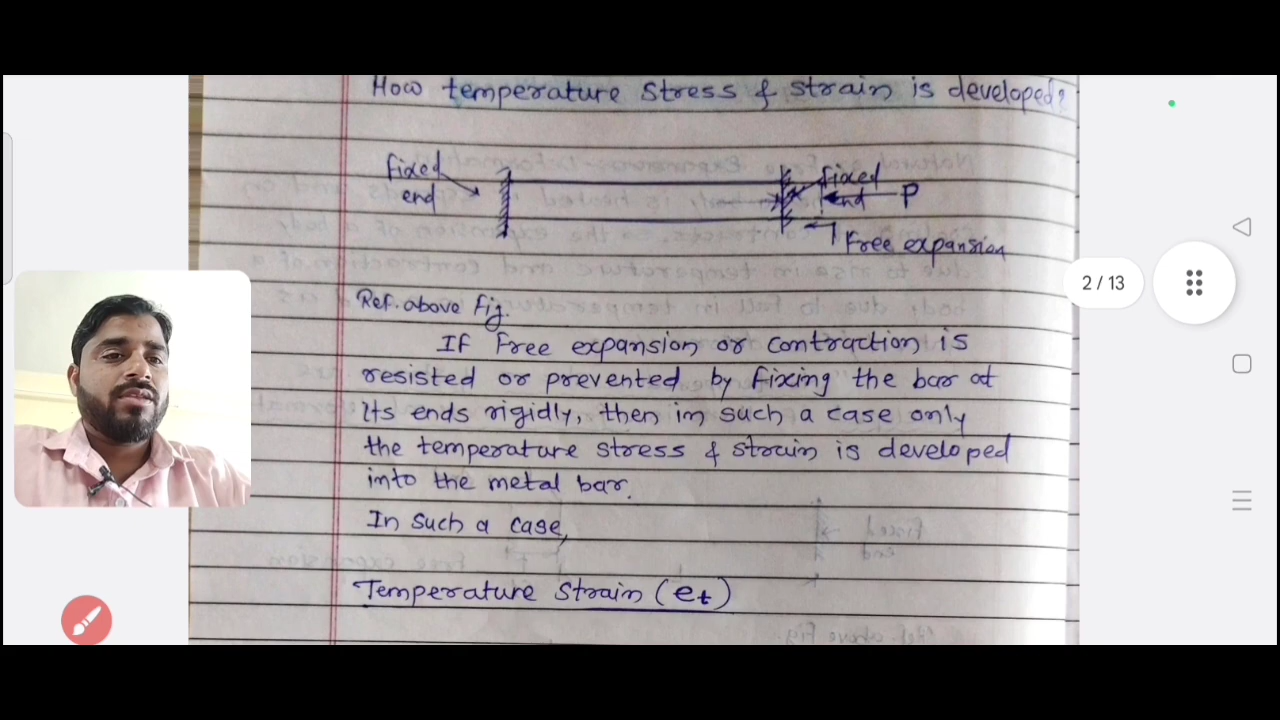 How temperature stress & strain is developed?
fixed end
fixed end
P
Free expansion
Ref. above fig.
If free expansion or contraction is
resisted or prevented by fixing the bar at
its ends rigidly, then in such a case only
the temperature stress & strain is developed
into the metal bar.
In such a case,
Temperature Strain (et)
2 / 13